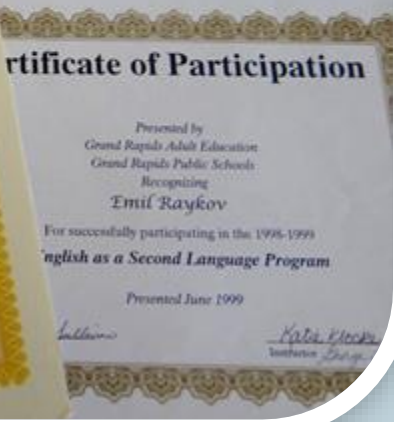 rtificate of Participation
Presented by
Grand Rapids Adult Education
Grand Rapids Public Schools
Recognizing
Emil Raykov
For successfully participating in the 1998-1999
nglish as a Second Language Program
Presented June 1999
Katie
Instructor